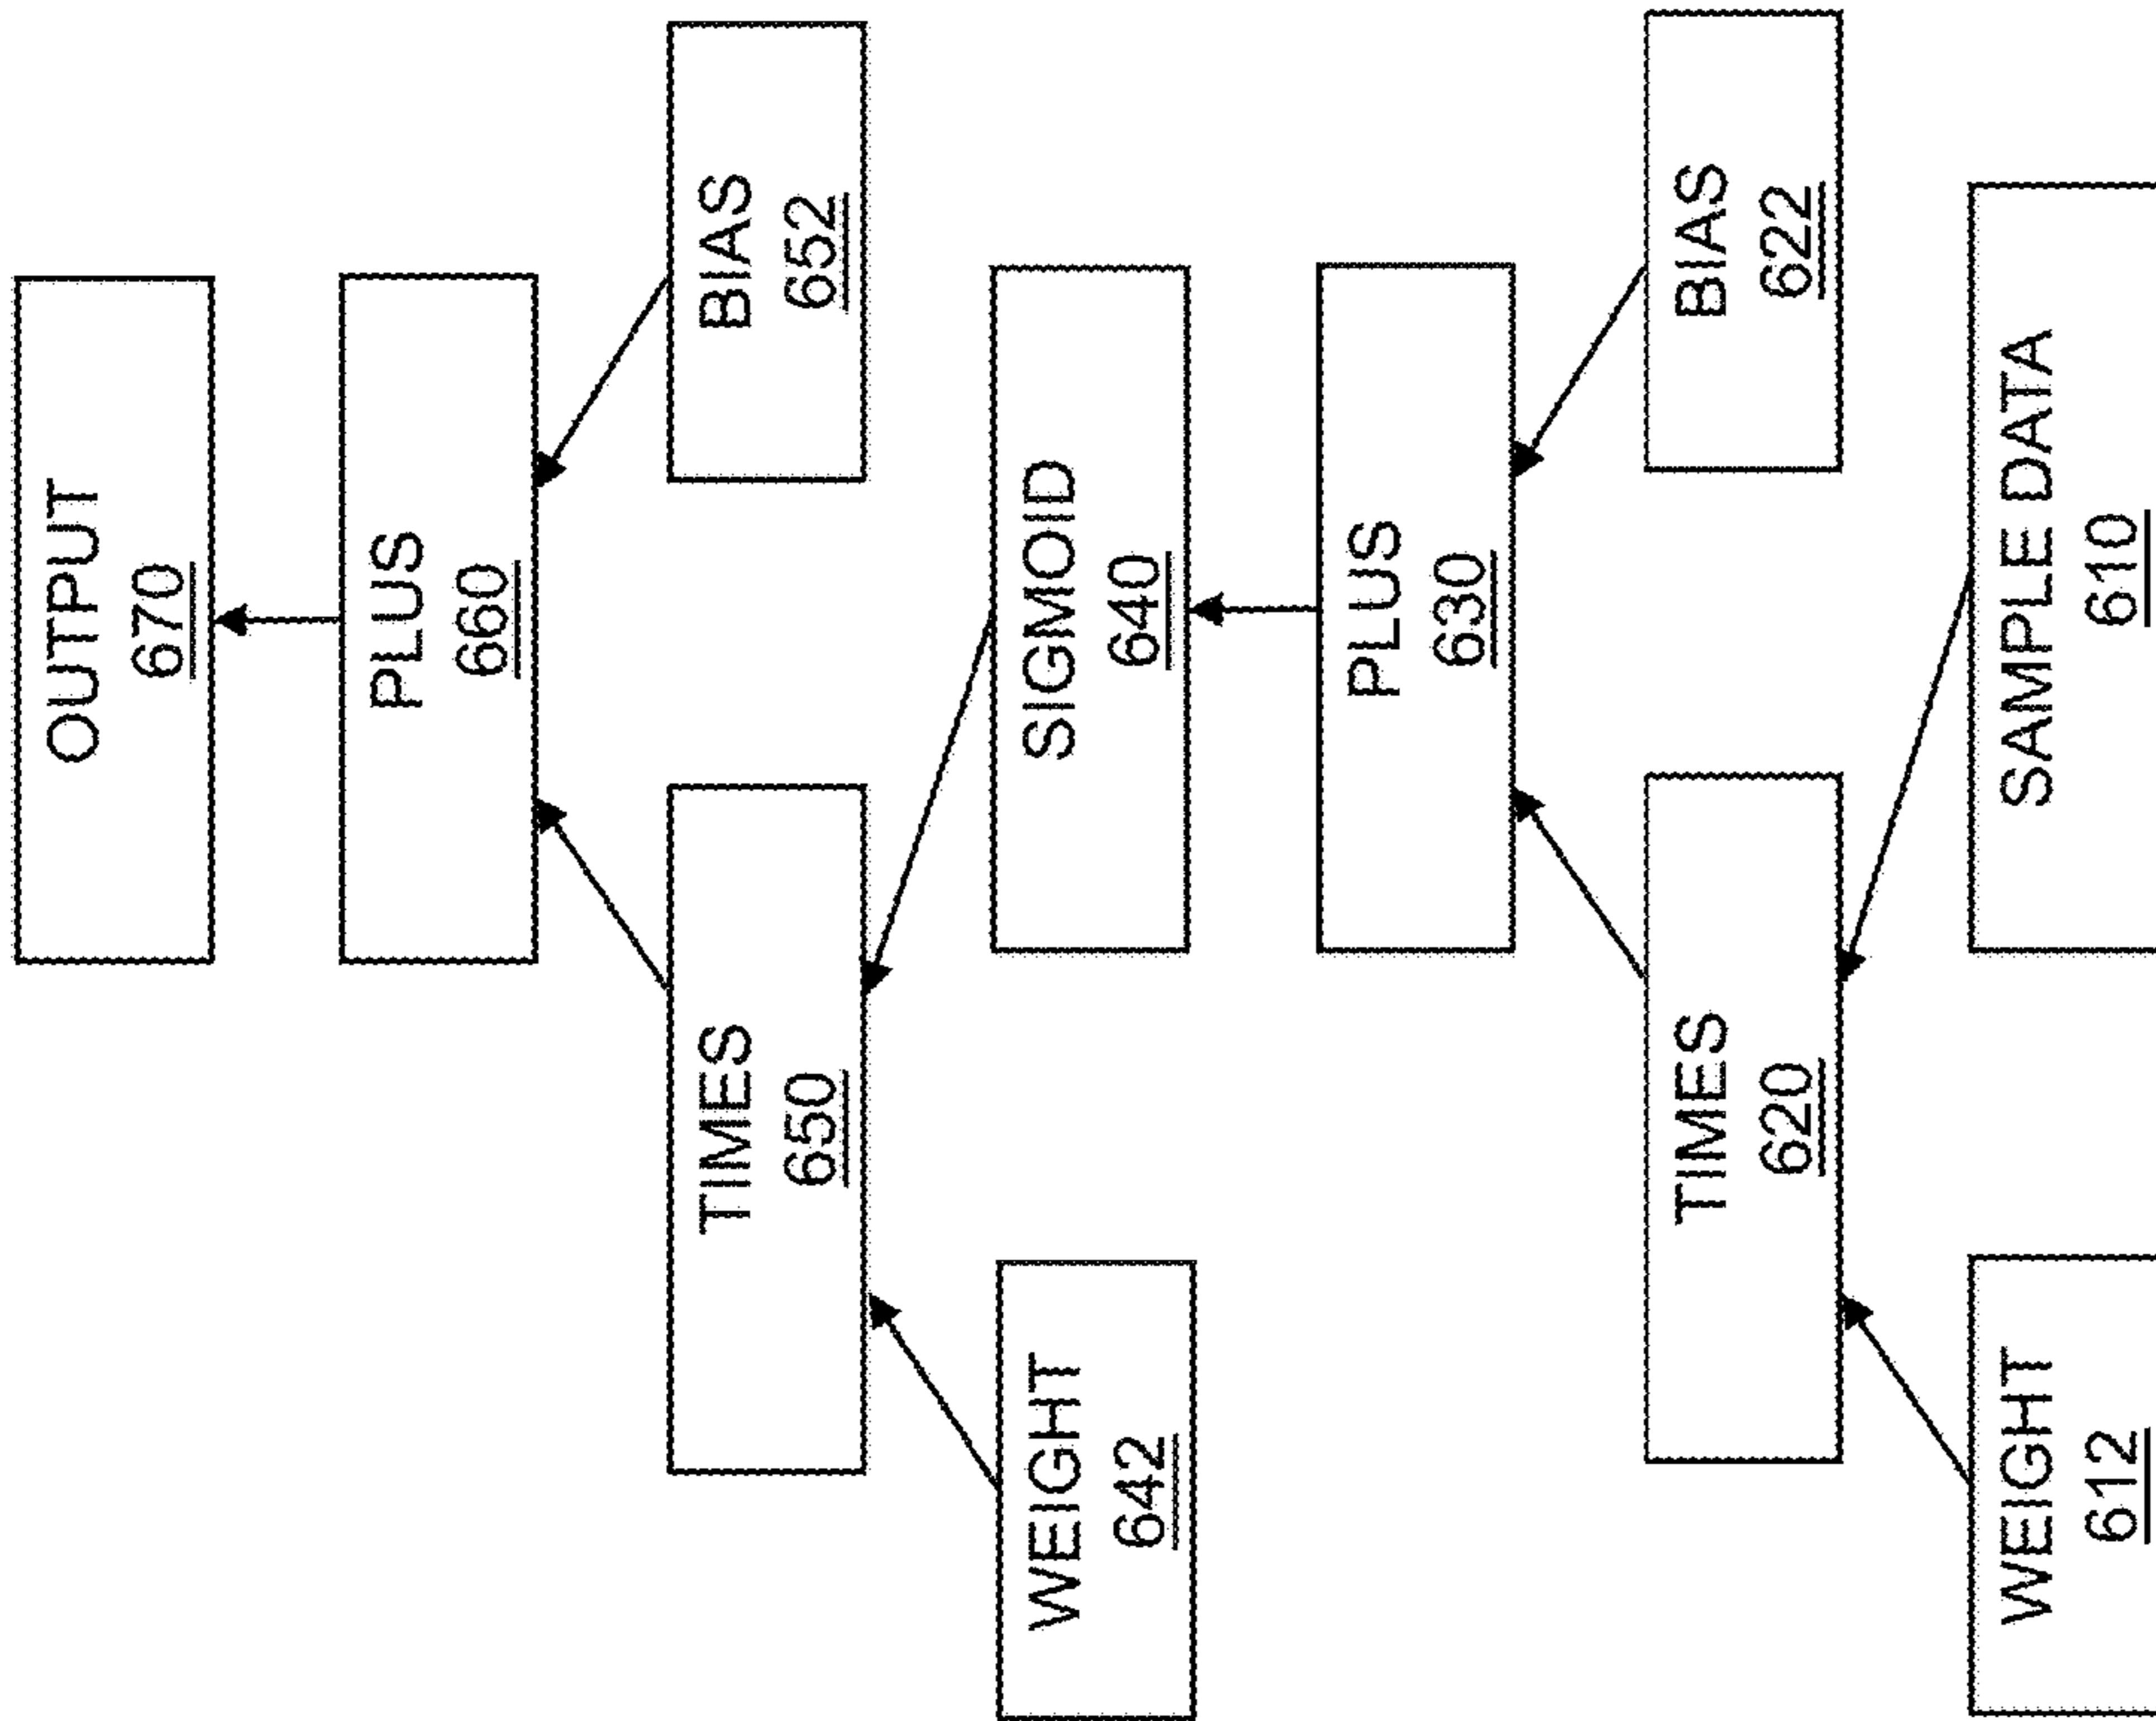 OUTPUT
670
PLUS
660
TIMES
650
BIAS
652
WEIGHT
642
SIGMOID
640
PLUS
630
TIMES
620
BIAS
622
WEIGHT
612
SAMPLE DATA
610